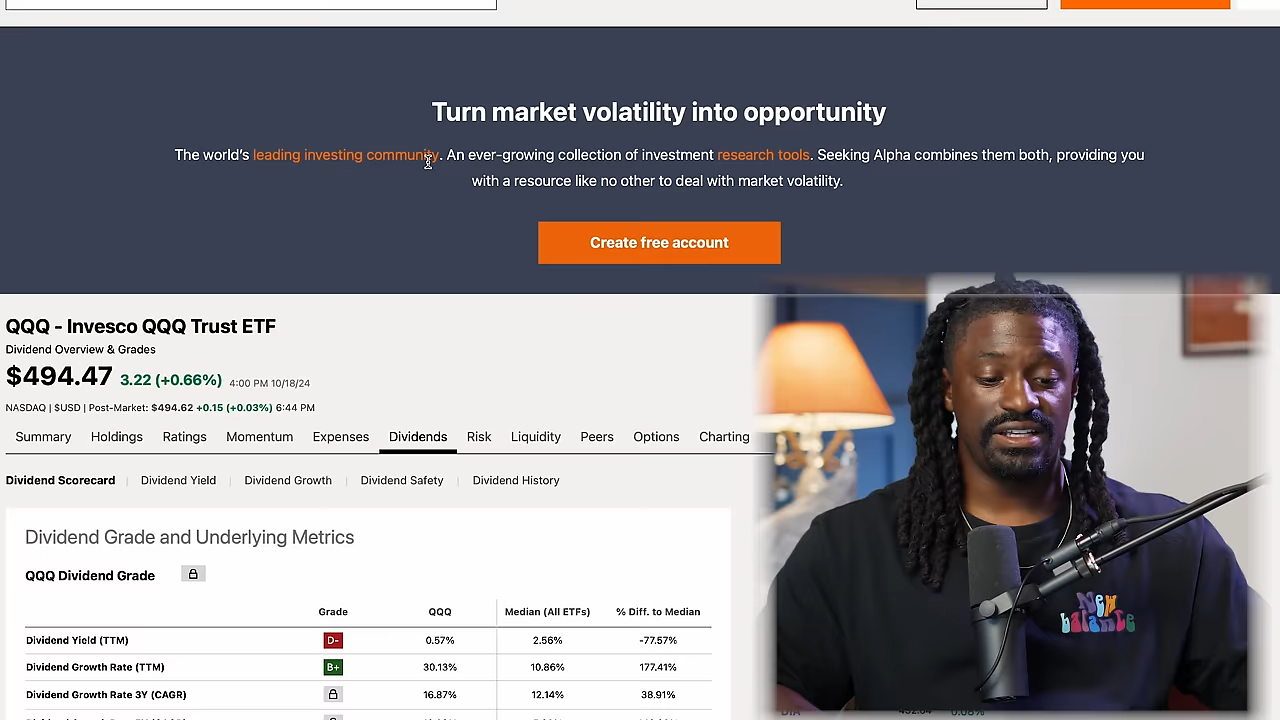 Turn market volatility into opportunity
The world's leading investing community. An ever-growing collection of investment research tools. Seeking Alpha combines them both, providing you
with a resource like no other to deal with market volatility.
Create free account
QQQ - Invesco QQQ Trust ETF
Dividend Overview & Grades
$494.47 3.22 (+0.66%) 4:00 PM 10/18/24
NASDAQ | $USD | Post-Market: $494.62 +0.15 (+0.03%) 6:44 PM
Summary Holdings Ratings Momentum Expenses Dividends Risk Liquidity Peers Options Charting
Dividend Scorecard | Dividend Yield | Dividend Growth | Dividend Safety | Dividend History
Dividend Grade and Underlying Metrics
QQQ Dividend Grade
Grade QQQ Median (All ETFs) % Diff. to Median
Dividend Yield (TTM) D- 0.57% 2.56% -77.57%
Dividend Growth Rate (TTM) B+ 30.13% 10.86% 177.41%
Dividend Growth Rate 3Y (CAGR) 16.87% 12.14% 38.91%
New
balance